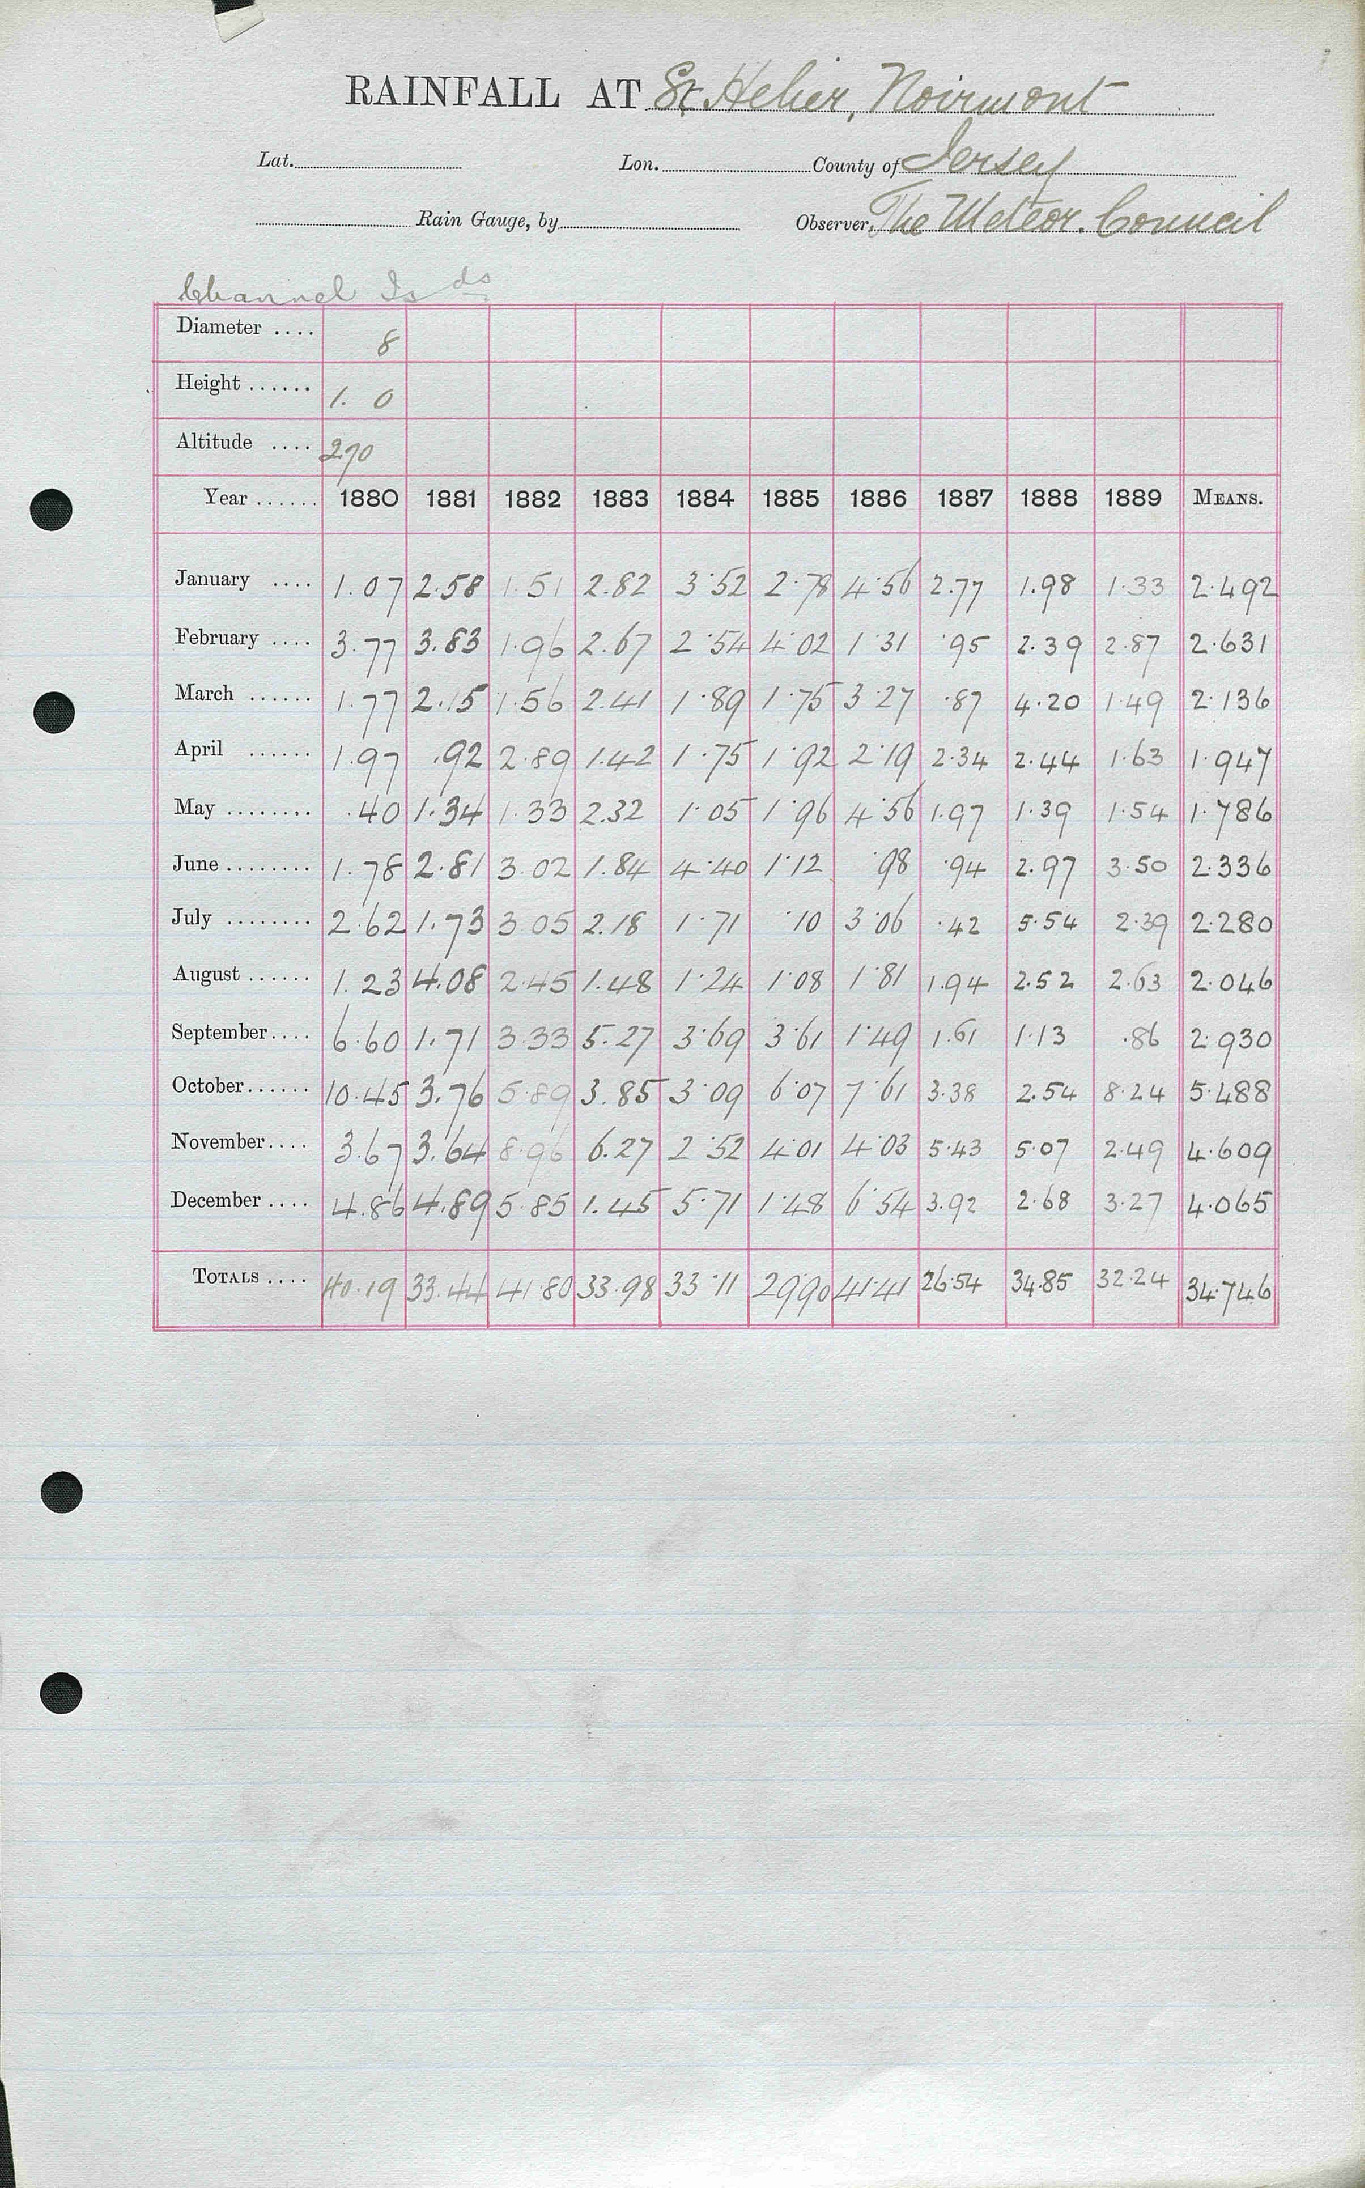 RAINFALL AT St. Helier, Noirmont
Lat. Lon. County of Jersey
Rain Gauge, by Observer, The Meteor. Council
Channel Is ds
Diameter .... 8
Height ...... 1. 0
Altitude .... 270
Year ...... 1880 1881 1882 1883 1884 1885 1886 1887 1888 1889 MEANS.
January .... 1.07 2.58 1.51 2.82 3.52 2.78 4.56 2.77 1.98 1.33 2.492
February .... 3.77 3.83 1.96 2.67 2.54 4.02 1.31 .95 2.39 2.87 2.631
March ...... 1.77 2.15 1.56 2.41 1.89 1.75 3.27 .87 4.20 1.49 2.136
April ...... 1.97 .92 2.89 1.42 1.75 1.92 2.19 2.34 2.44 1.63 1.947
May ........ .40 1.34 1.33 2.32 1.05 1.96 4.56 1.97 1.39 1.54 1.786
June ........ 1.78 2.81 3.02 1.84 4.40 1.12 .98 .94 2.97 3.50 2.336
July ........ 2.62 1.73 3.05 2.18 1.71 .10 3.06 .42 5.54 2.39 2.280
August ...... 1.23 4.08 2.45 1.48 1.24 1.08 1.81 1.94 2.52 2.63 2.046
September .... 6.60 1.71 3.33 5.27 3.69 3.61 1.49 1.61 1.13 .86 2.930
October ...... 10.45 3.76 5.89 3.85 3.09 6.07 7.61 3.38 2.54 8.24 5.488
November .... 3.67 3.64 8.96 6.27 2.52 4.01 4.03 5.43 5.07 2.49 4.609
December .... 4.86 4.89 5.85 1.45 5.71 1.48 6.54 3.92 2.68 3.27 4.065
TOTALS .... 40.19 33.44 41.80 33.98 33.11 29.90 41.41 26.54 34.85 32.24 34.746